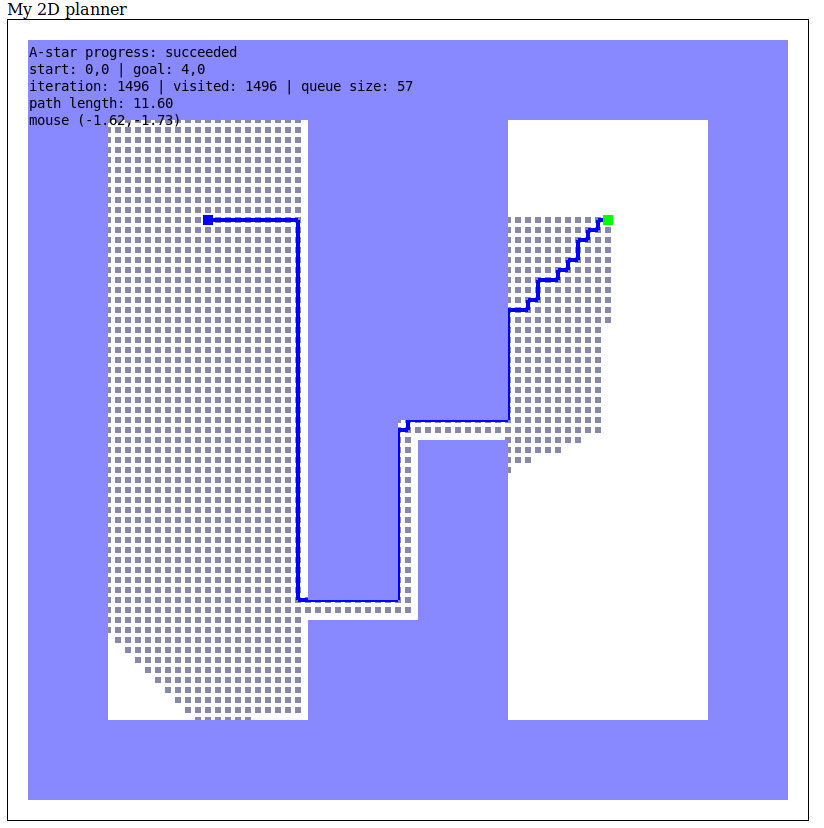 My 2D planner
A-star progress: succeeded
start: 0,0 | goal: 4,0
iteration: 1496 | visited: 1496 | queue size: 57
path length: 11.60
mouse (-1.62,-1.73)